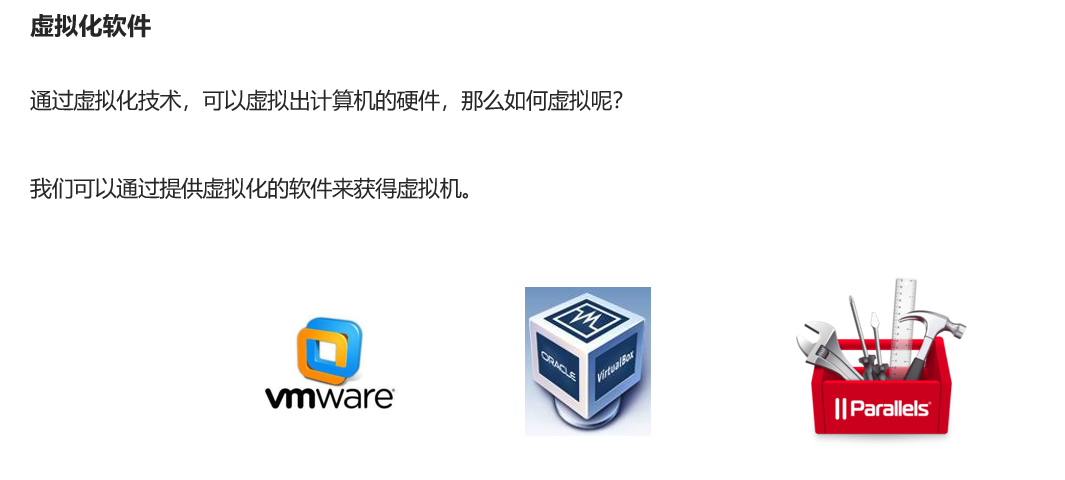 虚拟化软件
通过虚拟化技术，可以虚拟出计算机的硬件，那么如何虚拟呢？
我们可以通过提供虚拟化的软件来获得虚拟机。
vmware®
ORACLE
VirtualBox
Parallels®